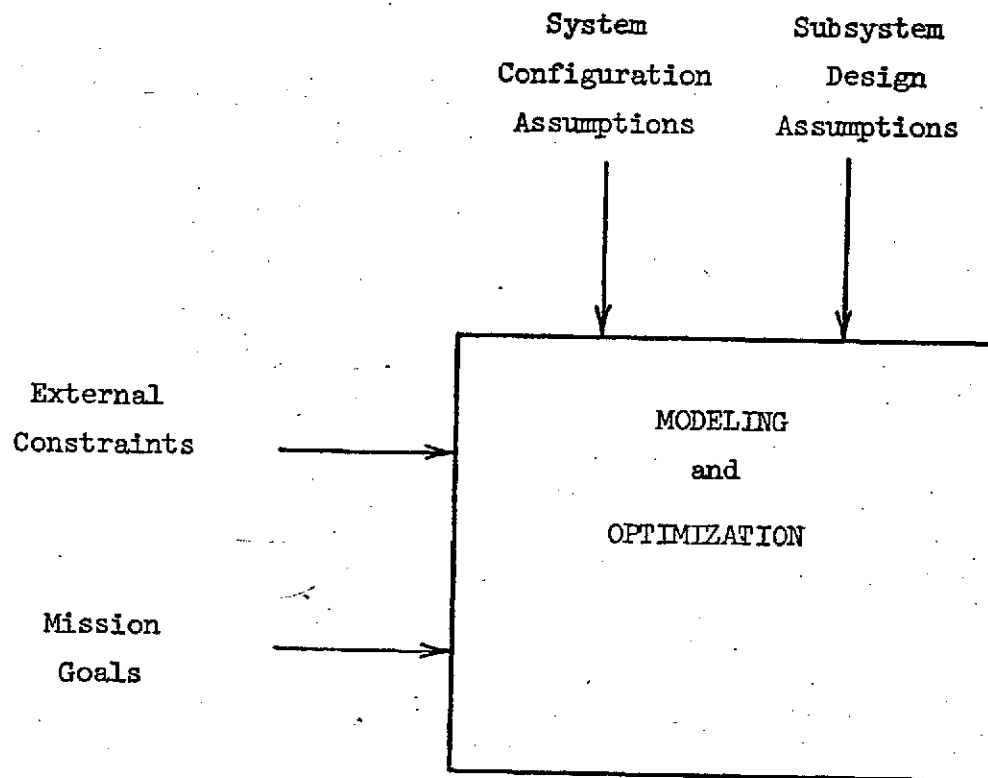 System
Configuration
Assumptions
Subsystem
Design
Assumptions
External
Constraints
MODELING
and
OPTIMIZATION
Mission
Goals